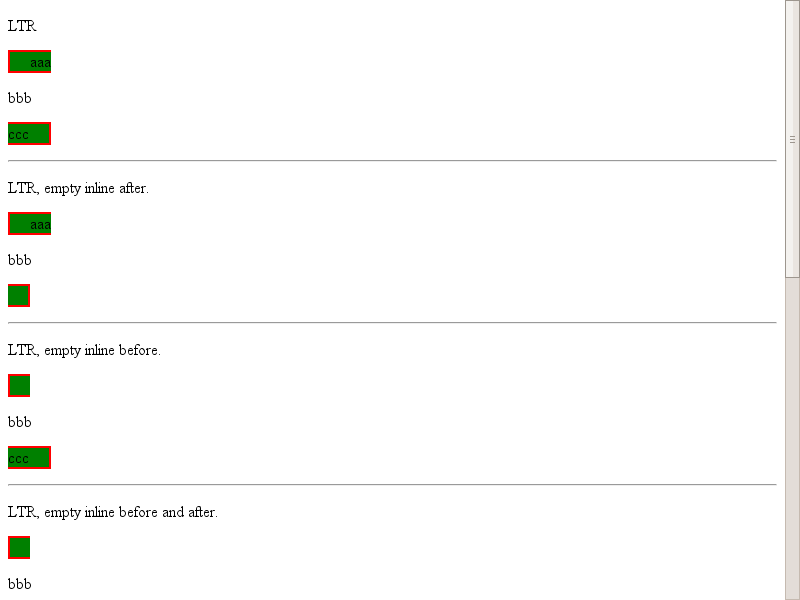 LTR
aaa
bbb
ccc
LTR, empty inline after.
aaa
bbb
LTR, empty inline before.
bbb
ccc
LTR, empty inline before and after.
bbb